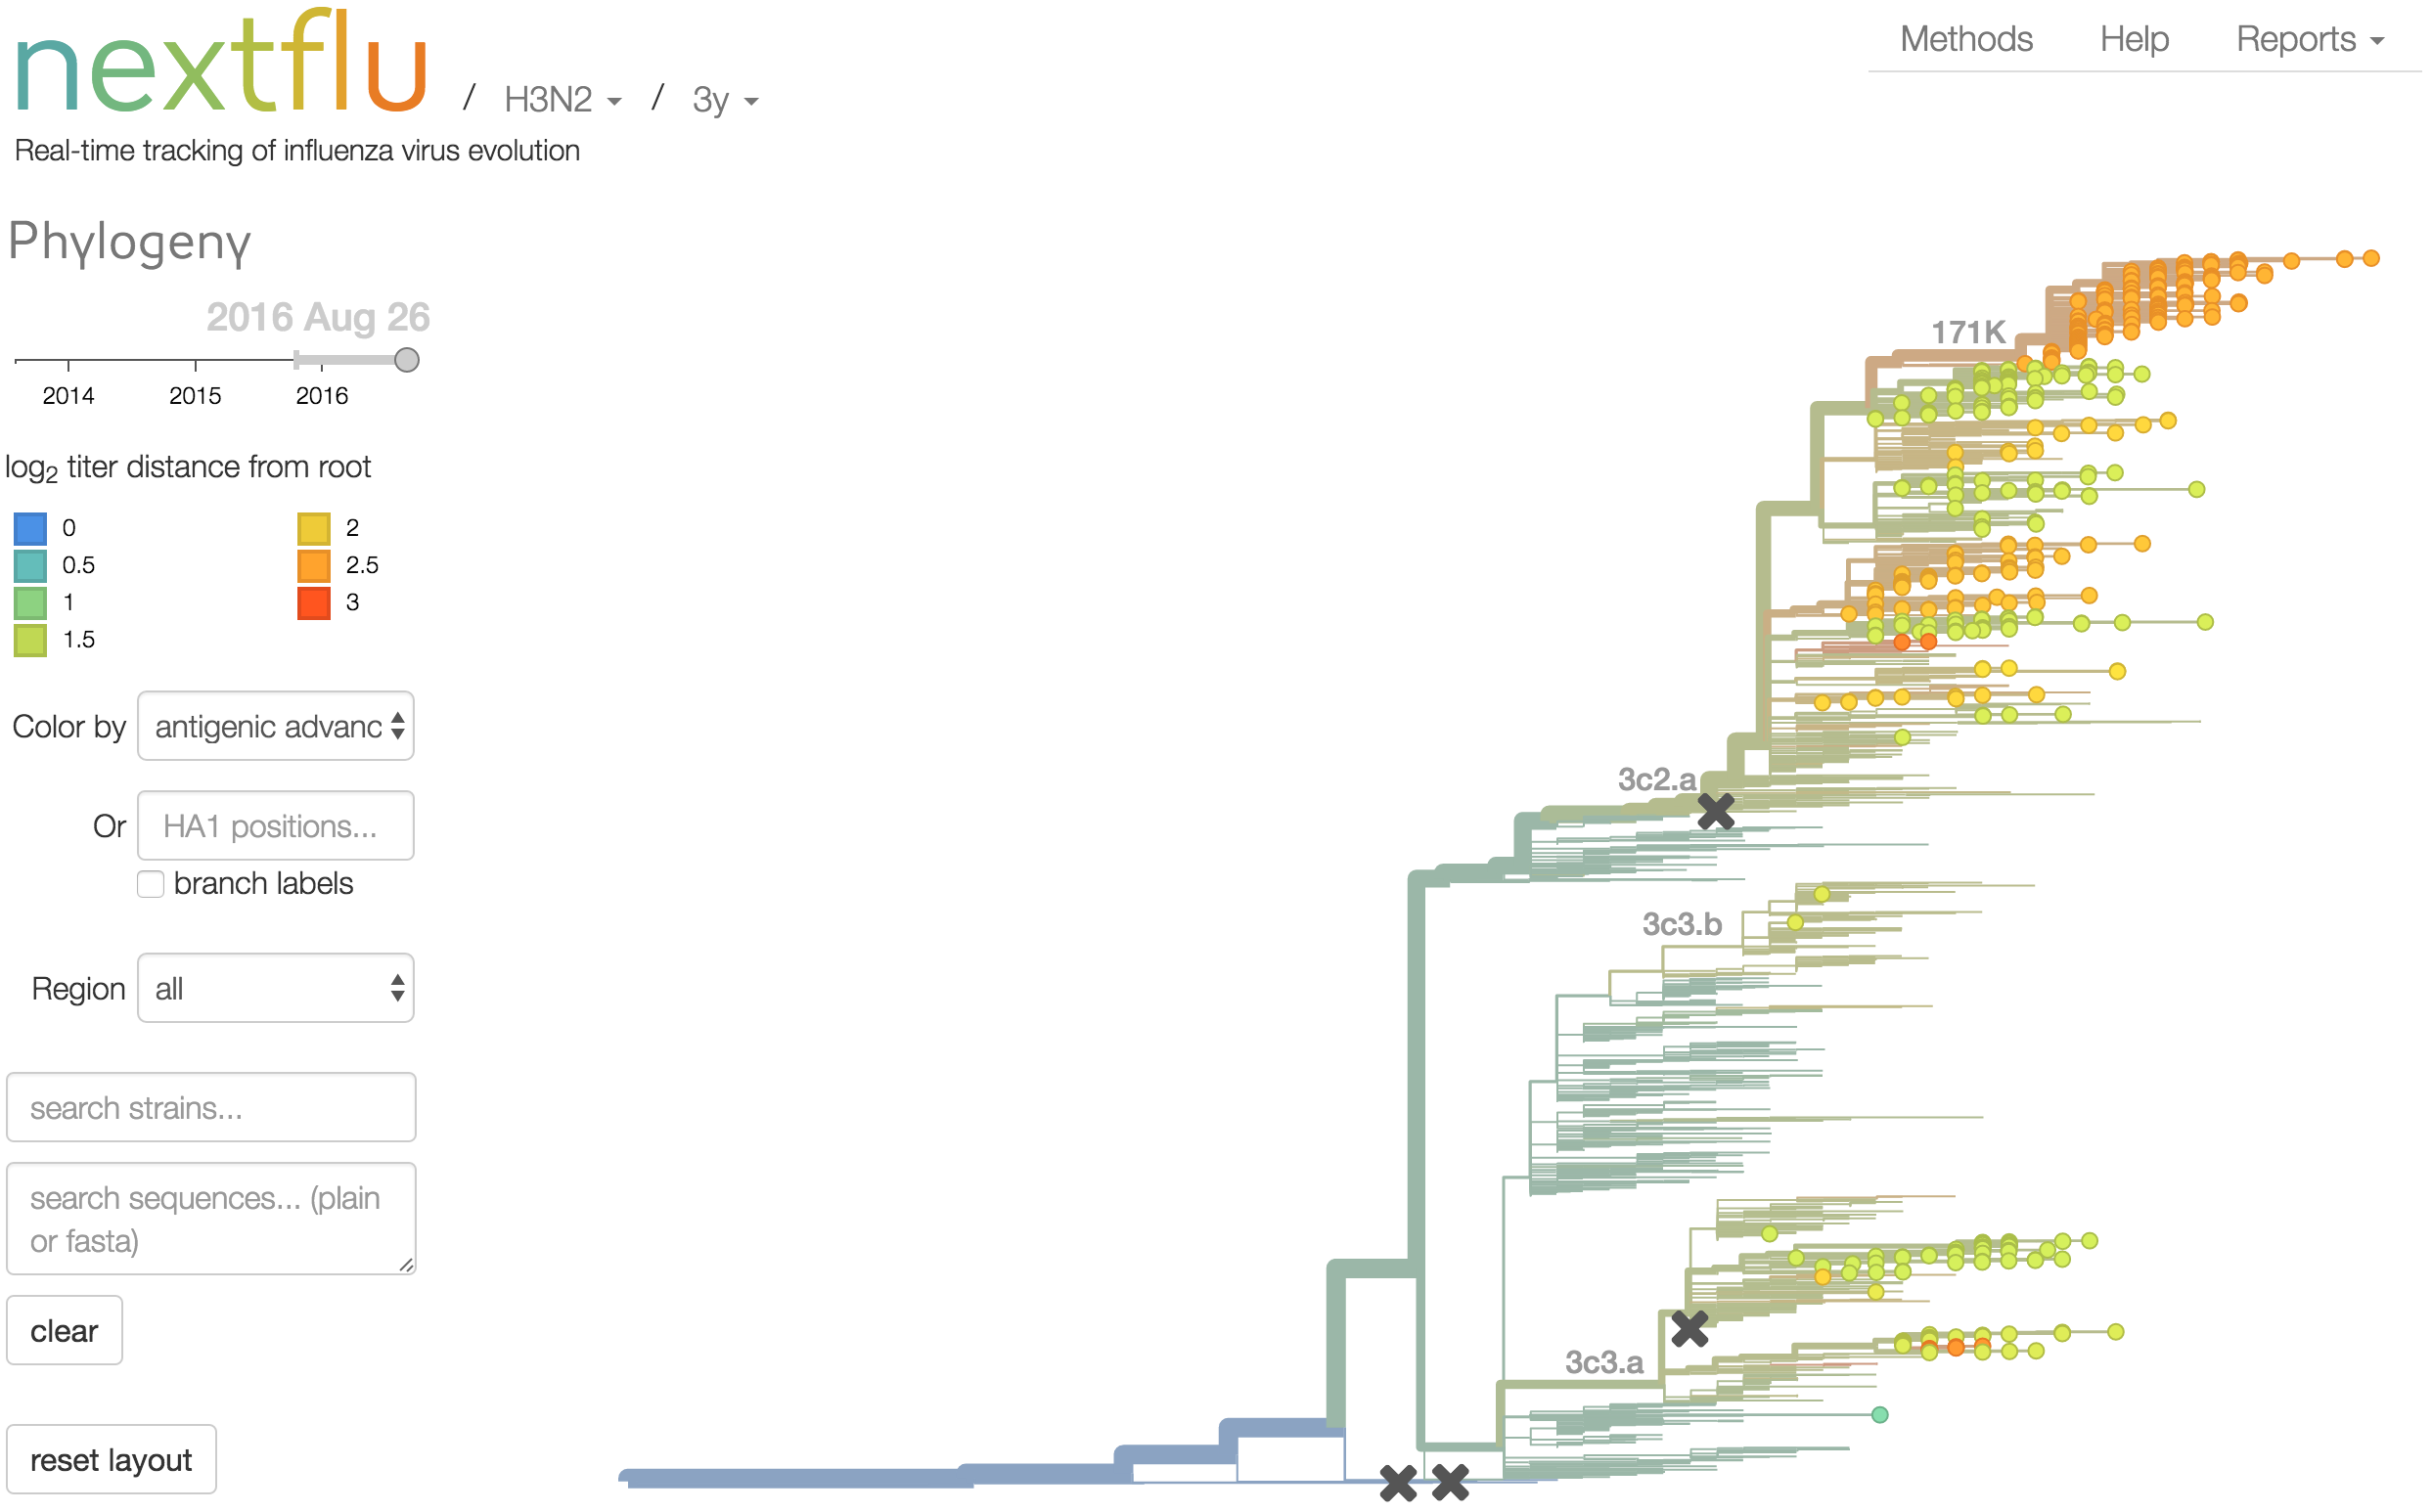 nextflu / H3N2 / 3y
Methods Help Reports
Real-time tracking of influenza virus evolution
Phylogeny
2016 Aug 26
2014 2015 2016
log2 titer distance from root
0 2
0.5 2.5
1 3
1.5
Color by antigenic advanc
Or HA1 positions...
branch labels
Region all
search strains...
search sequences... (plain
or fasta)
clear
reset layout
171K
3c2.a
3c3.b
3c3.a